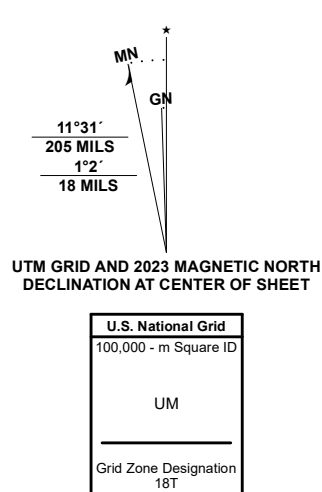 ★
MN
GN
11°31´
205 MILS
1°2´
18 MILS
UTM GRID AND 2023 MAGNETIC NORTH
DECLINATION AT CENTER OF SHEET
U.S. National Grid
100,000 - m Square ID
UM
Grid Zone Designation
18T